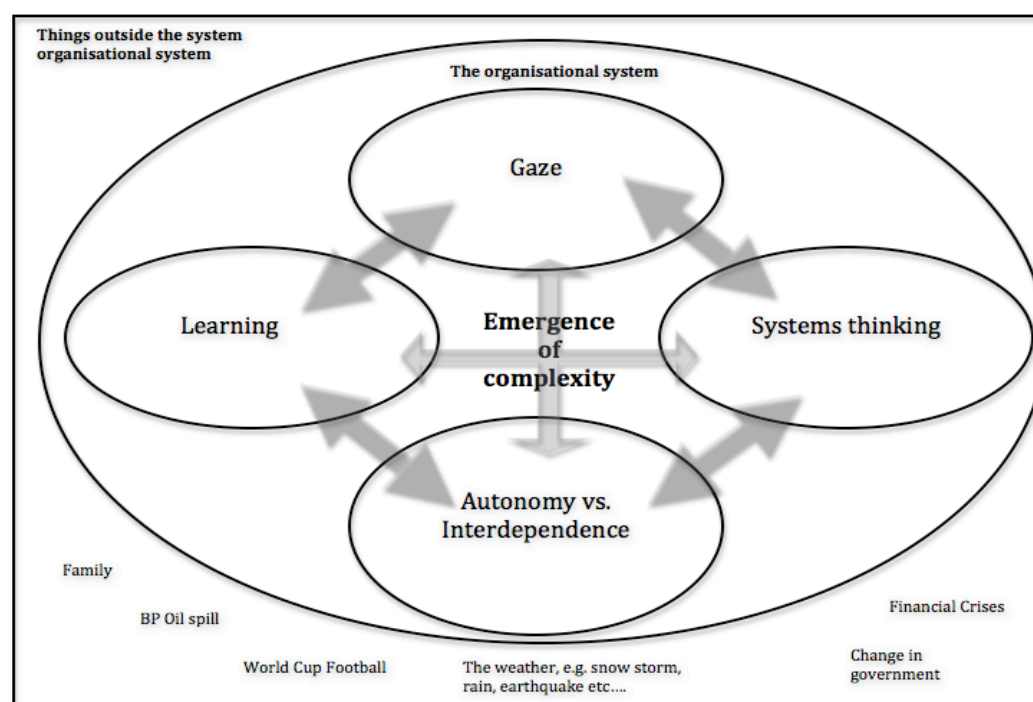 Things outside the system
organisational system
The organisational system
Gaze
Learning
Emergence
of
complexity
Systems thinking
Autonomy vs.
Interdependence
Family
BP Oil spill
World Cup Football
The weather, e.g. snow storm,
rain, earthquake etc....
Financial Crises
Change in
government